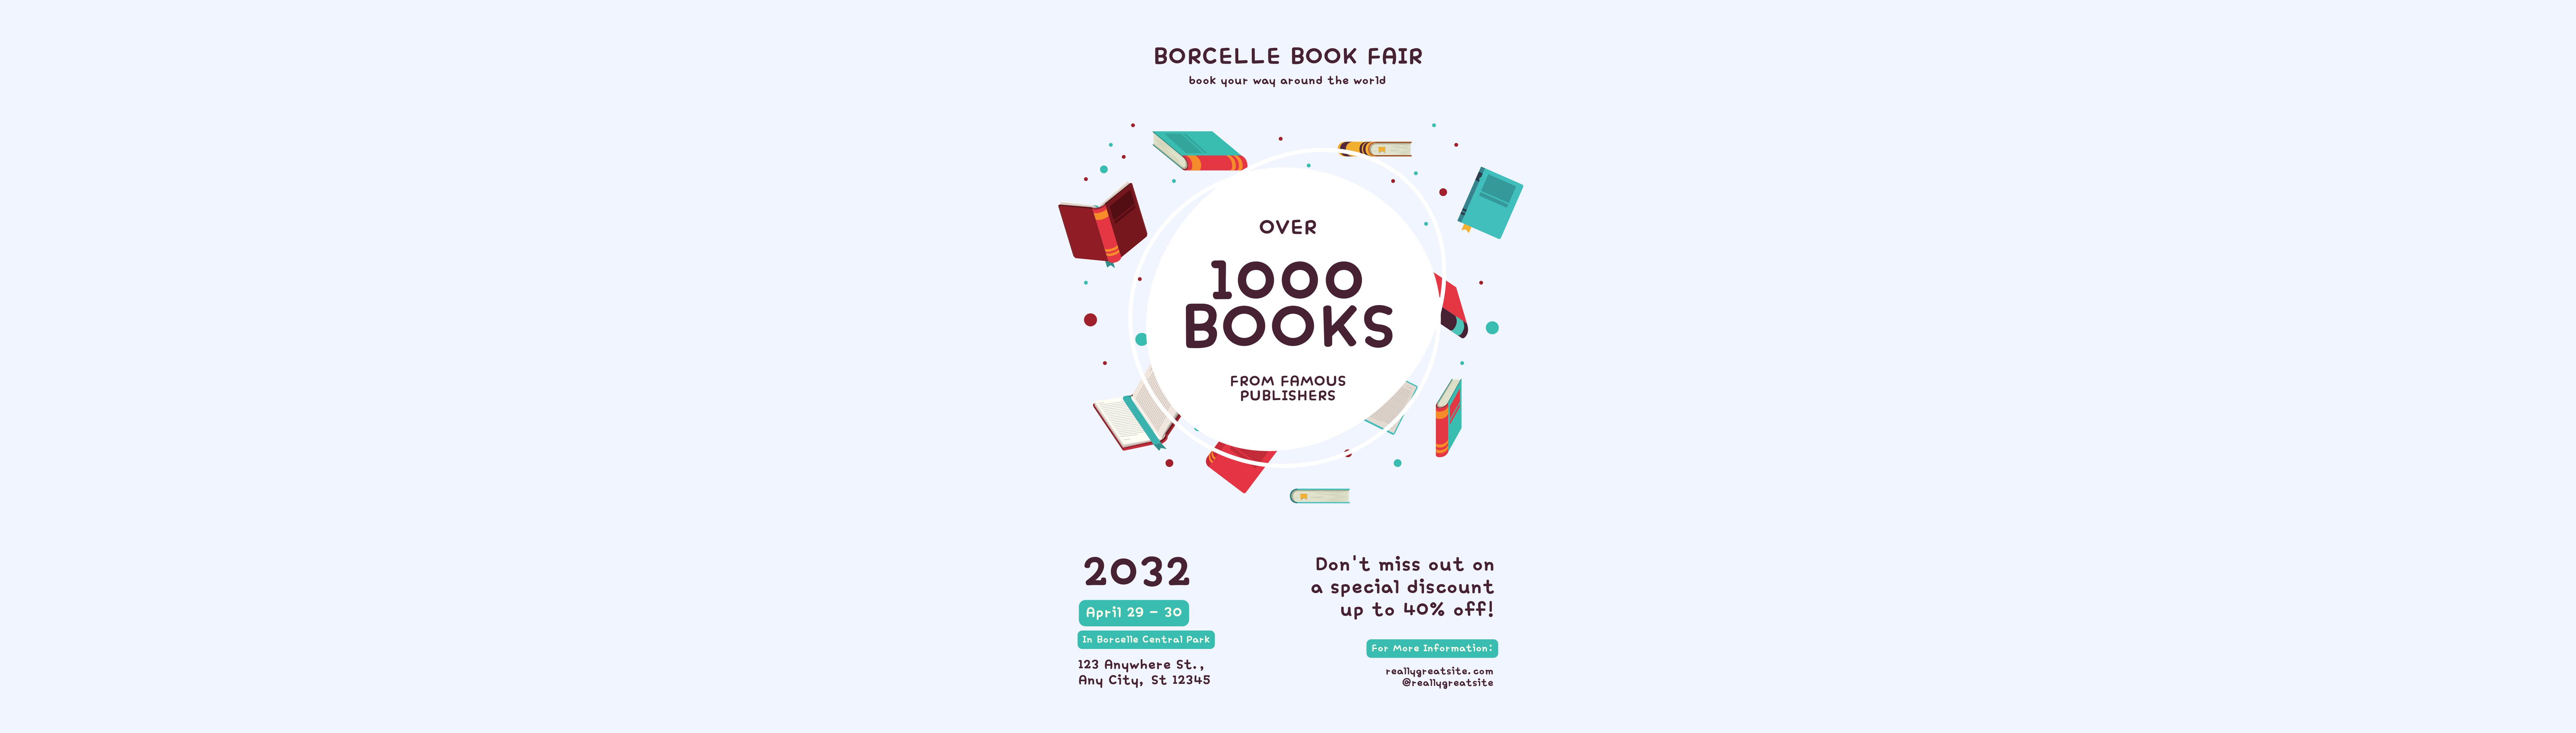 BORCELLE BOOK FAIR
book your way around the world
OVER
1000
BOOKS
FROM FAMOUS
PUBLISHERS
2032
April 29 - 30
In Borcelle Central Park
123 Anywhere St.,
Any City, St 12345
Don't miss out on
a special discount
up to 40% off!
For More Information:
reallygreatsite.com
@reallygreatsite